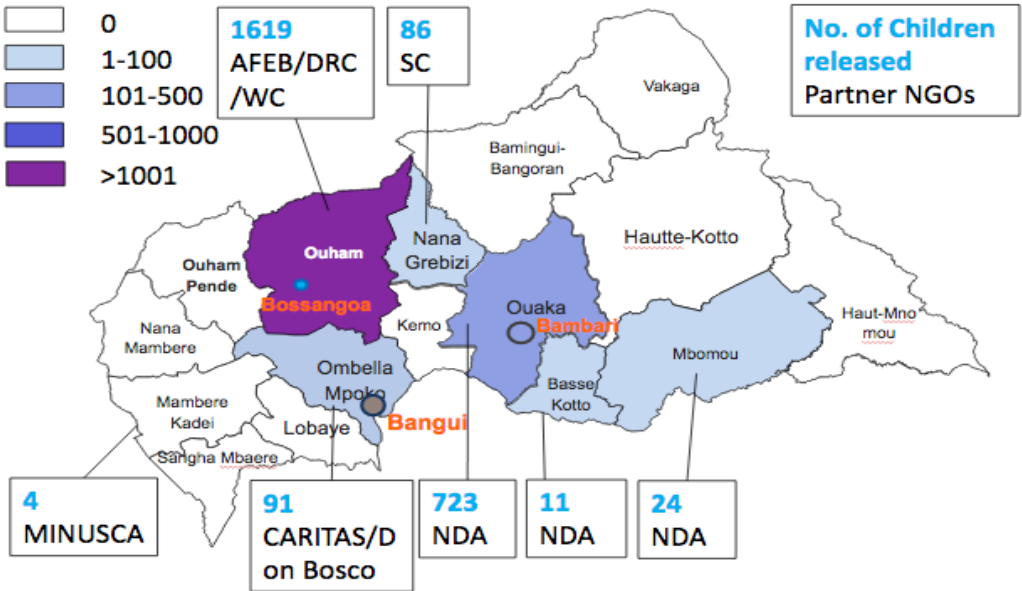 0
1-100
101-500
501-1000
>1001
1619
AFEB/DRC
/WC
86
SC
No. of Children
released
Partner NGOs
Vakaga
Bamingui-
Bangoran
Hautte-Kotto
Nana
Grebizi
Ouham
Ouham
Pende
Bossangoa
Ouaka
Bambari
Kemo
Haut-Mno
mou
Nana
Mambere
Mbomou
Ombella
Mpoko
Basse
Kotto
Mambere
Kadei
Bangui
Lobaye
Sangha Mbaere
4
MINUSCA
91
CARITAS/D
on Bosco
723
NDA
11
NDA
24
NDA